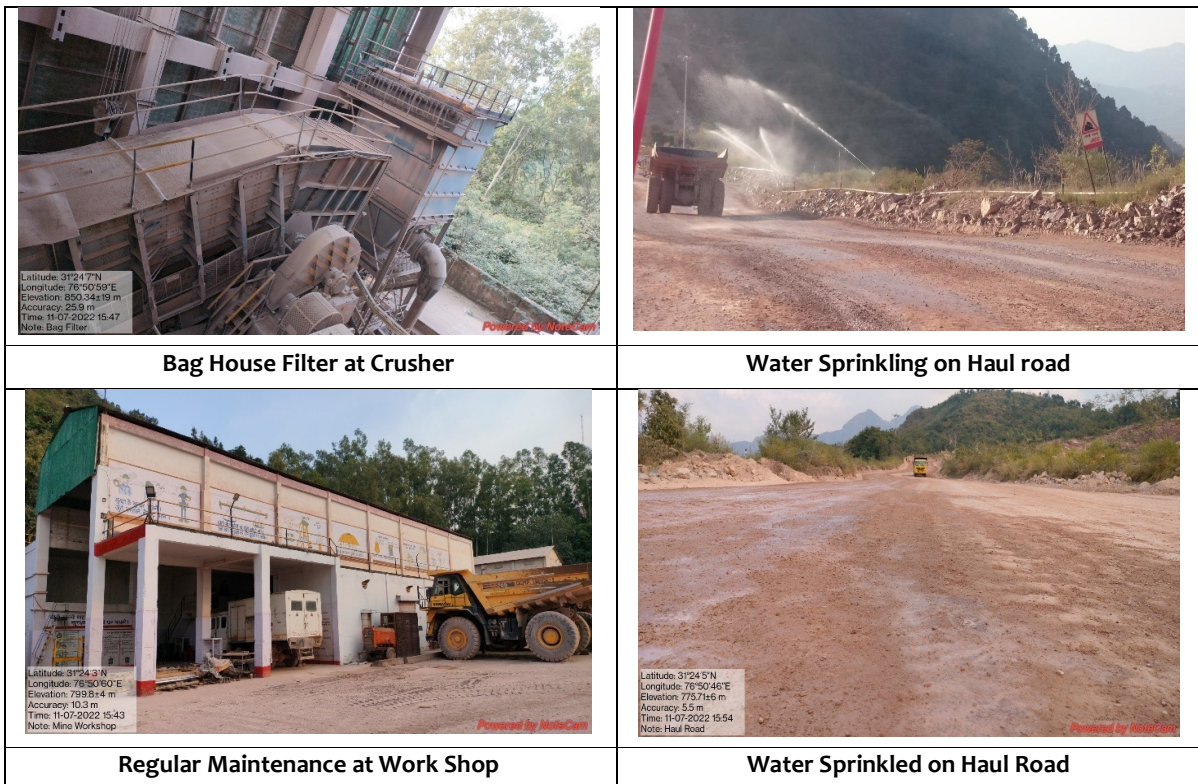 Latitude: 31°24'7"N
Longitude: 76°50'59"E
Elevation: 850.34±19 m
Accuracy: 25.9 m
Time: 11-07-2022 15:47
Note: Bag Filter
Powered by NoteCam
Bag House Filter at Crusher
Water Sprinkling on Haul road
Latitude: 31°24'3"N
Longitude: 76°50'60"E
Elevation: 799.8±4 m
Accuracy: 10.3 m
Time: 11-07-2022 15:43
Note: Mine Workshop
Powered by NoteCam
Latitude: 31°24'5"N
Longitude: 76°50'46"E
Elevation: 775.71±6 m
Accuracy: 5.5 m
Time: 11-07-2022 15:54
Note: Haul Road
Powered by NoteCam
Regular Maintenance at Work Shop
Water Sprinkled on Haul Road